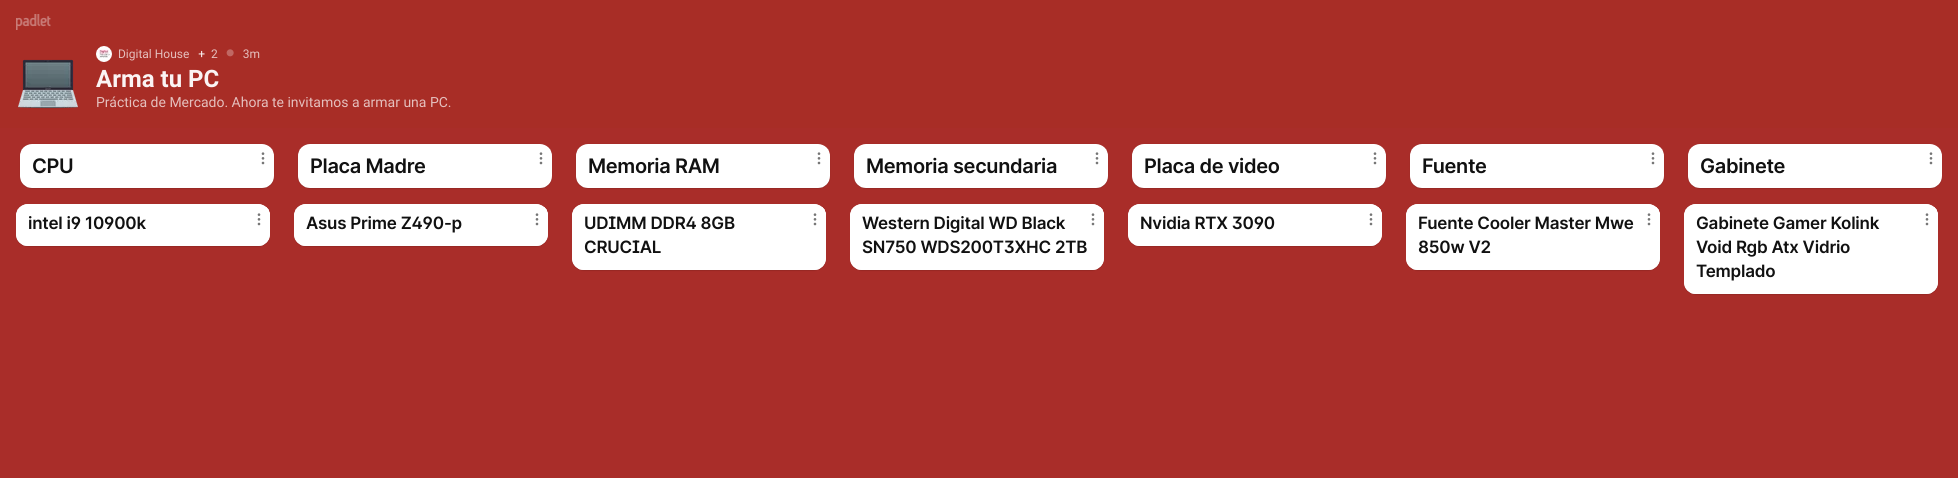 padlet
Digital House + 2 3m
Arma tu PC
Práctica de Mercado. Ahora te invitamos a armar una PC.
CPU
intel i9 10900k
Placa Madre
Asus Prime Z490-p
Memoria RAM
UDIMM DDR4 8GB
CRUCIAL
Memoria secundaria
Western Digital WD Black
SN750 WDS200T3XHC 2TB
Placa de video
Nvidia RTX 3090
Fuente
Fuente Cooler Master Mwe
850w V2
Gabinete
Gabinete Gamer Kolink
Void Rgb Atx Vidrio
Templado